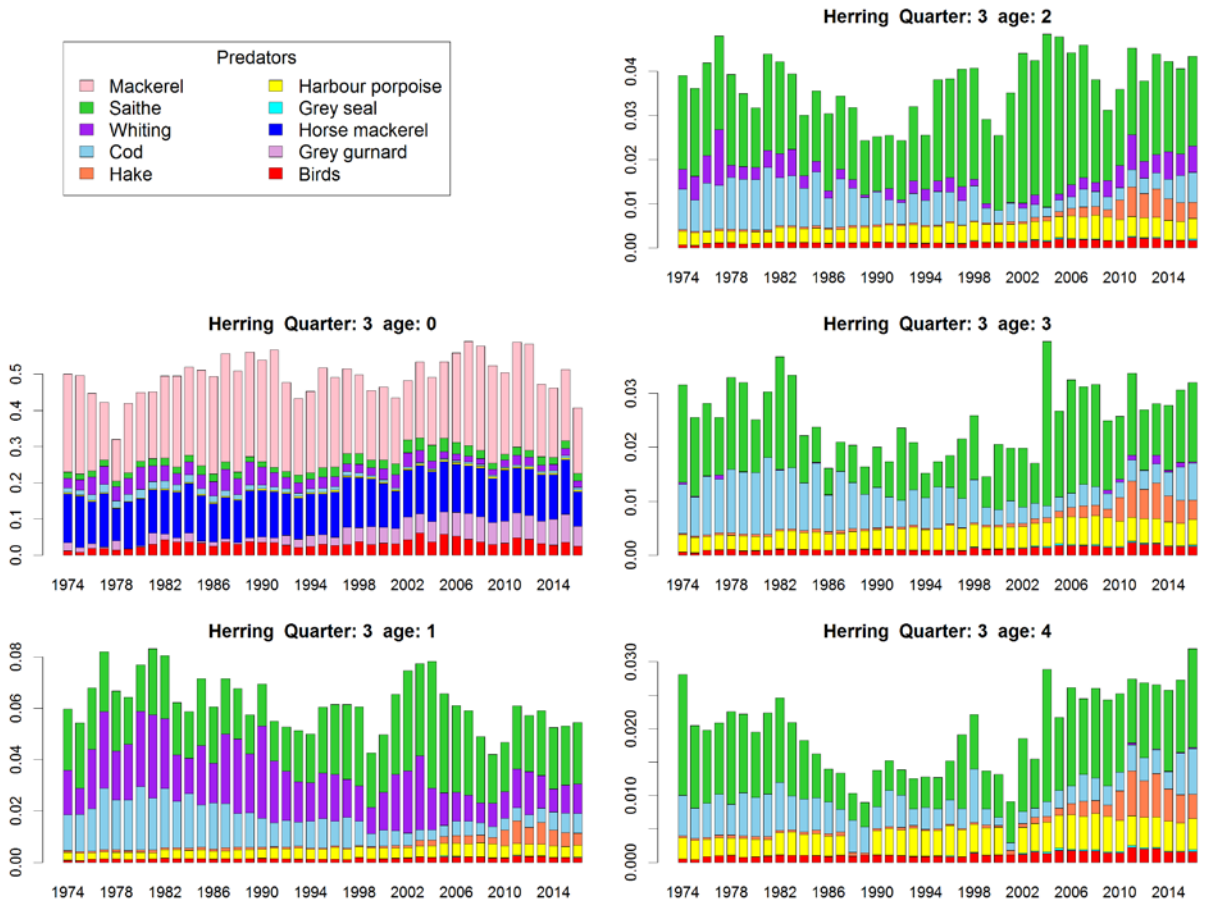 Predators
Mackerel
Saithe
Whiting
Cod
Hake
Harbour porpoise
Grey seal
Horse mackerel
Grey gurnard
Birds
Herring Quarter: 3 age: 2
0.00 0.01 0.02 0.03 0.04
1974 1978 1982 1986 1990 1994 1998 2002 2006 2010 2014
Herring Quarter: 3 age: 0
0.0 0.1 0.2 0.3 0.4 0.5
1974 1978 1982 1986 1990 1994 1998 2002 2006 2010 2014
Herring Quarter: 3 age: 3
0.00 0.01 0.02 0.03
1974 1978 1982 1986 1990 1994 1998 2002 2006 2010 2014
Herring Quarter: 3 age: 1
0.00 0.02 0.04 0.06 0.08
1974 1978 1982 1986 1990 1994 1998 2002 2006 2010 2014
Herring Quarter: 3 age: 4
0.000 0.010 0.020 0.030
1974 1978 1982 1986 1990 1994 1998 2002 2006 2010 2014